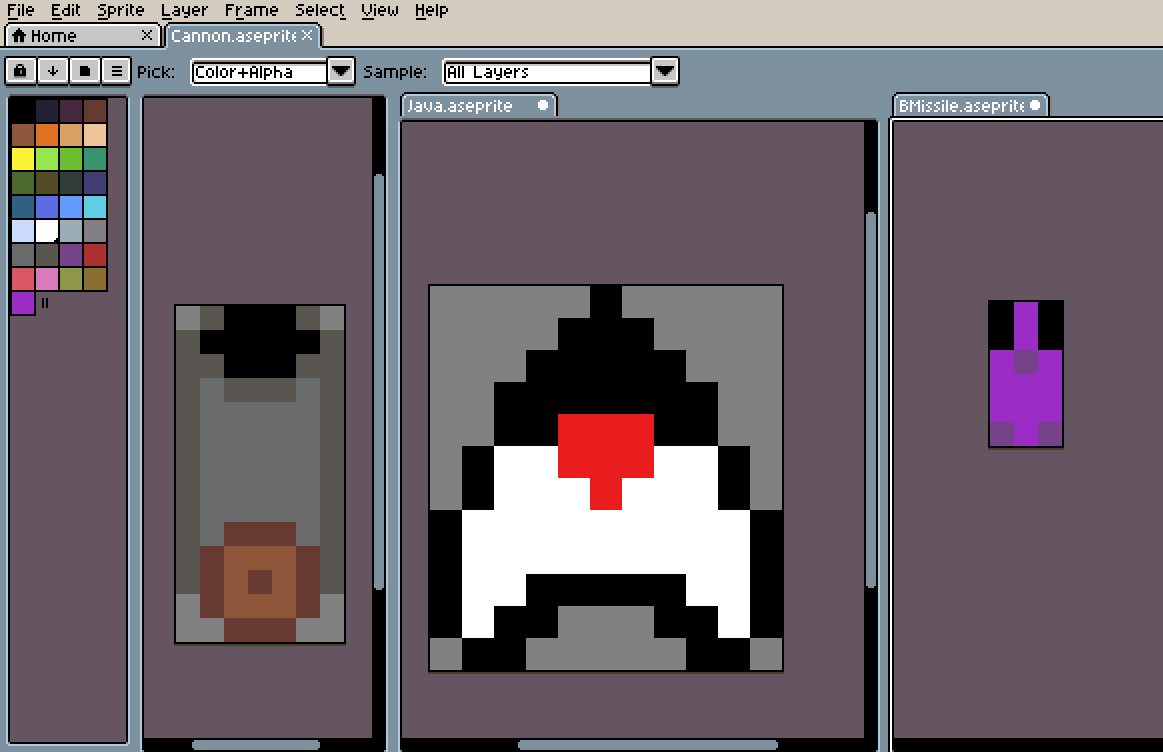 File Edit Sprite Layer Frame Select View Help
Home Cannon.aseprite
Pick: Color+Alpha Sample: All Layers
Java.aseprite BMissile.aseprite